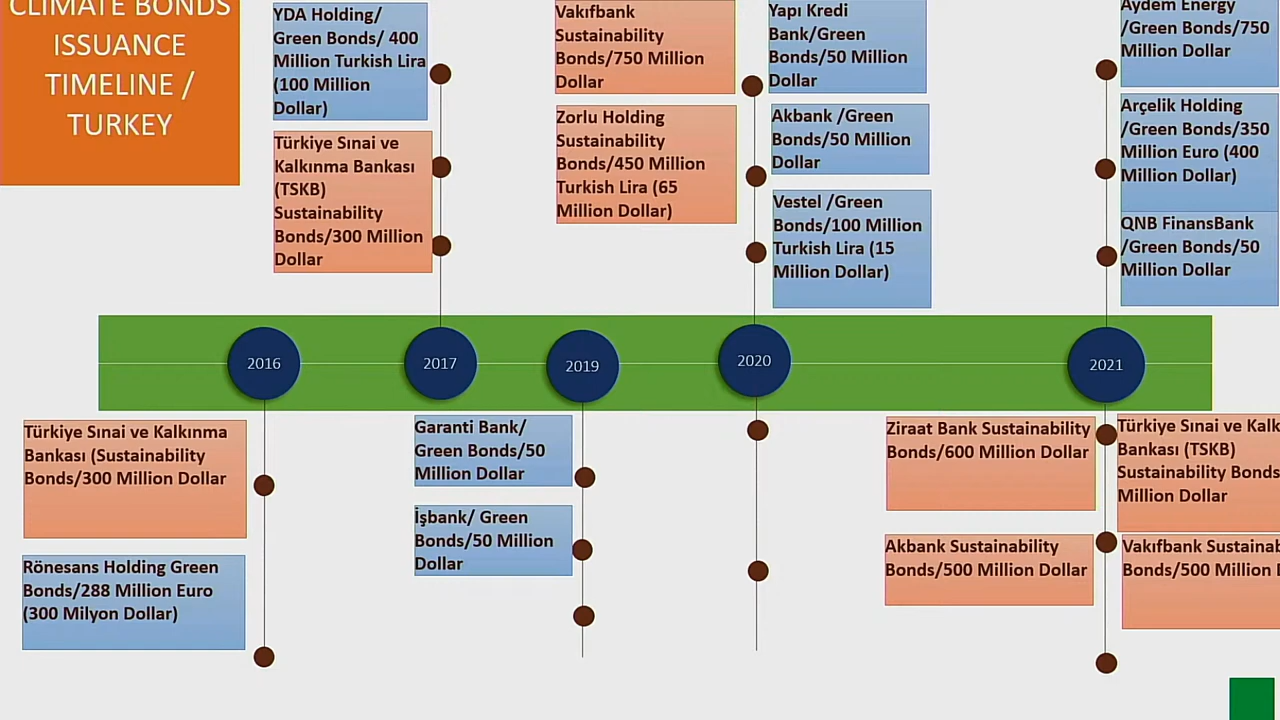 CLIMATE BONDS
ISSUANCE
TIMELINE /
TURKEY
YDA Holding/
Green Bonds/ 400
Million Turkish Lira
(100 Million
Dollar)
Türkiye Sınai ve
Kalkınma Bankası
(TSKB)
Sustainability
Bonds/300 Million
Dollar
Vakıfbank
Sustainability
Bonds/750 Million
Dollar
Zorlu Holding
Sustainability
Bonds/450 Million
Turkish Lira (65
Million Dollar)
Yapı Kredi
Bank/Green
Bonds/50 Million
Dollar
Akbank /Green
Bonds/50 Million
Dollar
Vestel /Green
Bonds/100 Million
Turkish Lira (15
Million Dollar)
Aydem Energy
/Green Bonds/750
Million Dollar
Arçelik Holding
/Green Bonds/350
Million Euro (400
Million Dollar)
QNB FinansBank
/Green Bonds/50
Million Dollar
2016
2017
2019
2020
2021
Türkiye Sınai ve Kalkınma
Bankası (Sustainability
Bonds/300 Million Dollar
Rönesans Holding Green
Bonds/288 Million Euro
(300 Milyon Dollar)
Garanti Bank/
Green Bonds/50
Million Dollar
İşbank/ Green
Bonds/50 Million
Dollar
Ziraat Bank Sustainability
Bonds/600 Million Dollar
Akbank Sustainability
Bonds/500 Million Dollar
Türkiye Sınai ve
Bankası (TSKB)
Sustainability Bonds
Million Dollar
Vakıfbank
Bonds/500 Million